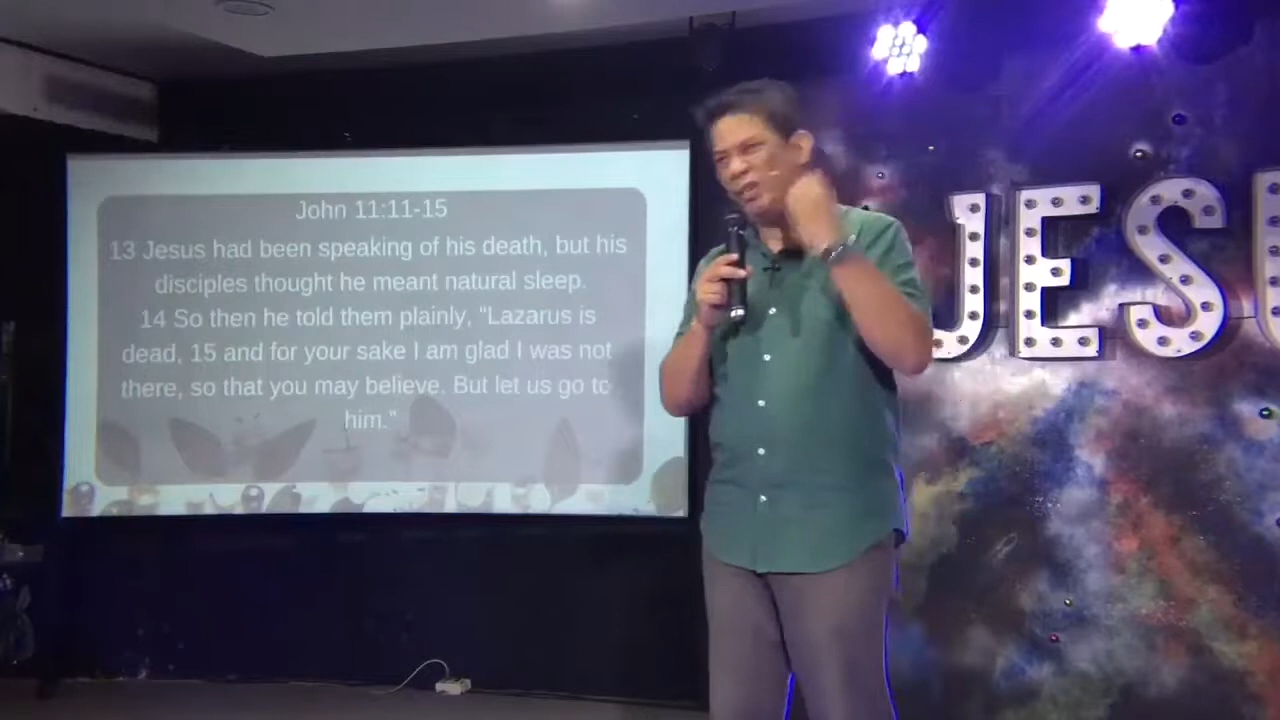 John 11:11-15
13 Jesus had been speaking of his death, but his
disciples thought he meant natural sleep.
14 So then he told them plainly, “Lazarus is
dead, 15 and for your sake I am glad I was not
there, so that you may believe. But let us go to
him.”
JESU